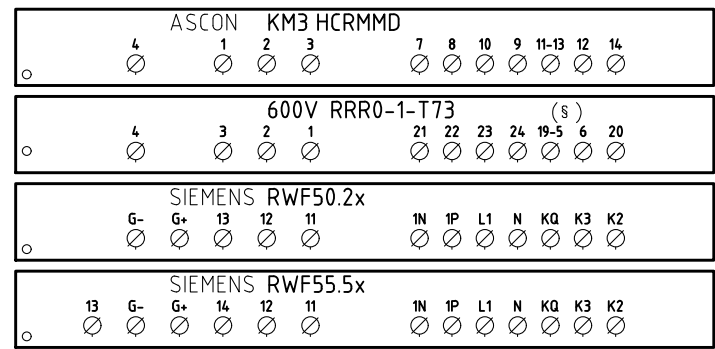 ASCON KM3 HCRMMD
4 1 2 3 7 8 10 9 11-13 12 14
600V RRR0-1-T73 (§)
4 3 2 1 21 22 23 24 19-5 6 20
SIEMENS RWF50.2x
G- G+ 13 12 11 1N 1P L1 N KQ K3 K2
SIEMENS RWF55.5x
13 G- G+ 14 12 11 1N 1P L1 N KQ K3 K2